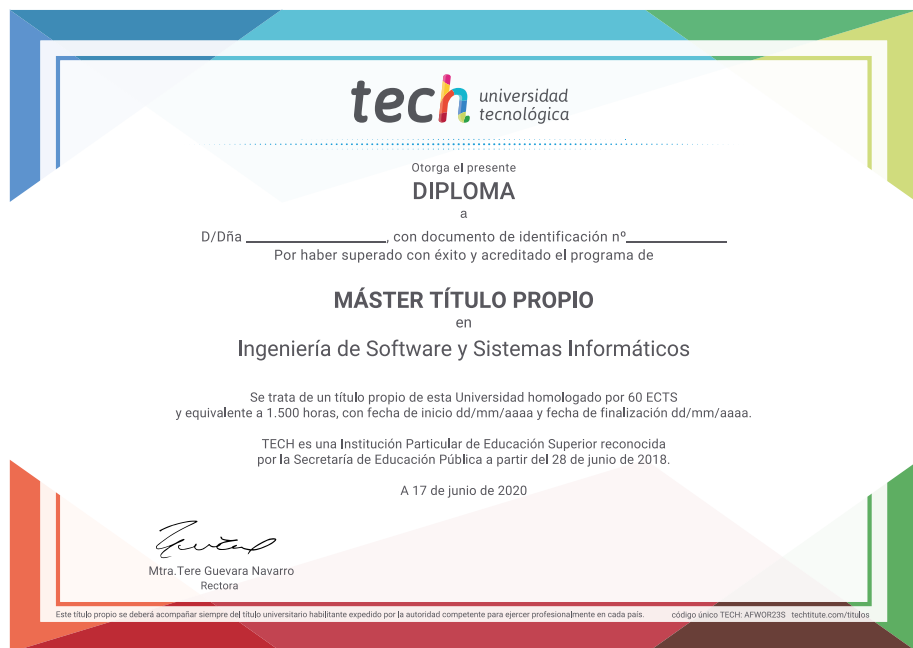 tech universidad
tecnológica
Otorga el presente
DIPLOMA
a
D/Dña ____________, con documento de identificación nº____________
Por haber superado con éxito y acreditado el programa de
MÁSTER TÍTULO PROPIO
en
Ingeniería de Software y Sistemas Informáticos
Se trata de un título propio de esta Universidad homologado por 60 ECTS
y equivalente a 1.500 horas, con fecha de inicio dd/mm/aaaa y fecha de finalización dd/mm/aaaa.
TECH es una Institución Particular de Educación Superior reconocida
por la Secretaría de Educación Pública a partir del 28 de junio de 2018.
A 17 de junio de 2020
Mtra.Tere Guevara Navarro
Rectora
Este título propio se deberá acompañar siempre del título universitario habilitante expedido por la autoridad competente para ejercer profesionalmente en cada país. código único TECH: AFWOR23S techtitute.com/titulos